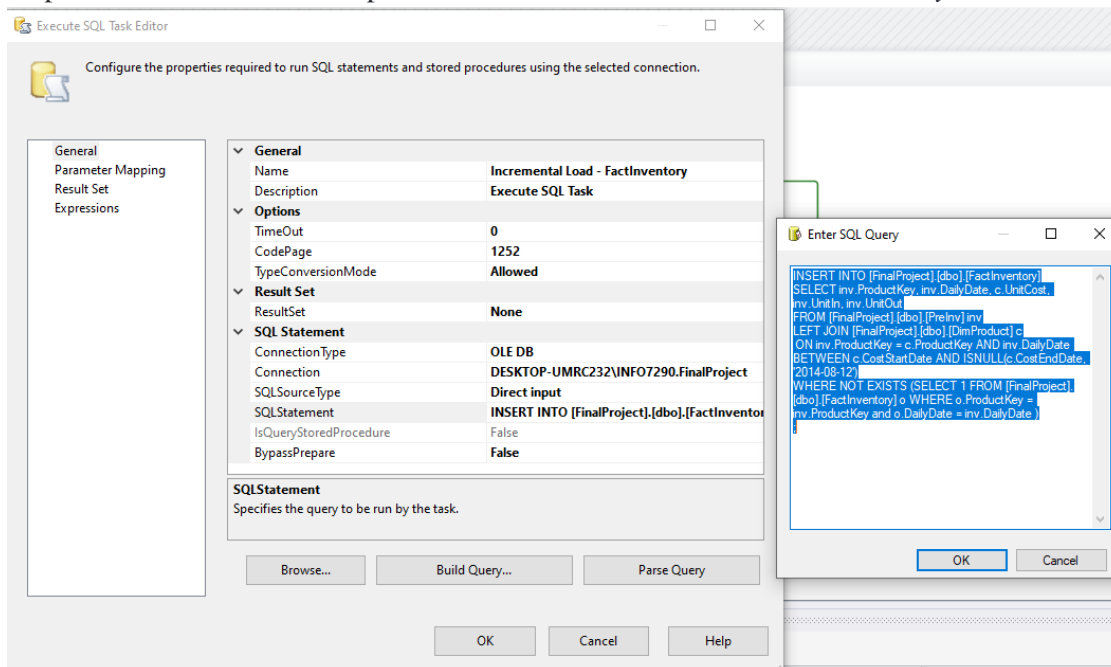 Execute SQL Task Editor
Configure the properties required to run SQL statements and stored procedures using the selected connection.
General
Parameter Mapping
Result Set
Expressions
General
Name Incremental Load - FactInventory
Description Execute SQL Task
Options
TimeOut 0
CodePage 1252
TypeConversionMode Allowed
Result Set
ResultSet None
SQL Statement
ConnectionType OLE DB
Connection DESKTOP-UMRC232\INFO7290.FinalProject
SQLSourceType Direct input
SQLStatement INSERT INTO [FinalProject].[dbo].[FactInventor
IsQueryStoredProcedure False
BypassPrepare False
SQLStatement
Specifies the query to be run by the task.
Browse... Build Query... Parse Query
OK Cancel Help
Enter SQL Query
INSERT INTO [FinalProject].[dbo].[FactInventory]
SELECT inv.ProductKey, inv.DailyDate, c.UnitCost,
inv.UnitIn, inv.UnitOut
FROM [FinalProject].[dbo].[PreInv] inv
LEFT JOIN [FinalProject].[dbo].[DimProduct] c
ON inv.ProductKey = c.ProductKey AND inv.DailyDate
BETWEEN c.CostStartDate AND ISNULL(c.CostEndDate,
'2014-08-12')
WHERE NOT EXISTS (SELECT 1 FROM [FinalProject].
[dbo].[FactInventory] o WHERE o.ProductKey =
inv.ProductKey and o.DailyDate = inv.DailyDate )
;
OK Cancel